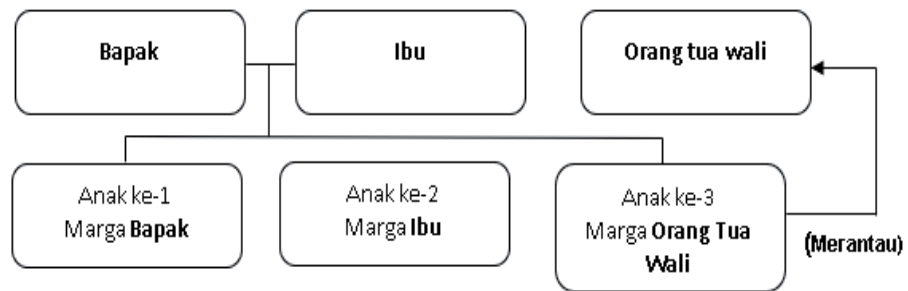 Bapak
Ibu
Orang tua wali
Anak ke-1
Marga Bapak
Anak ke-2
Marga Ibu
Anak ke-3
Marga Orang Tua
Wali
(Merantau)